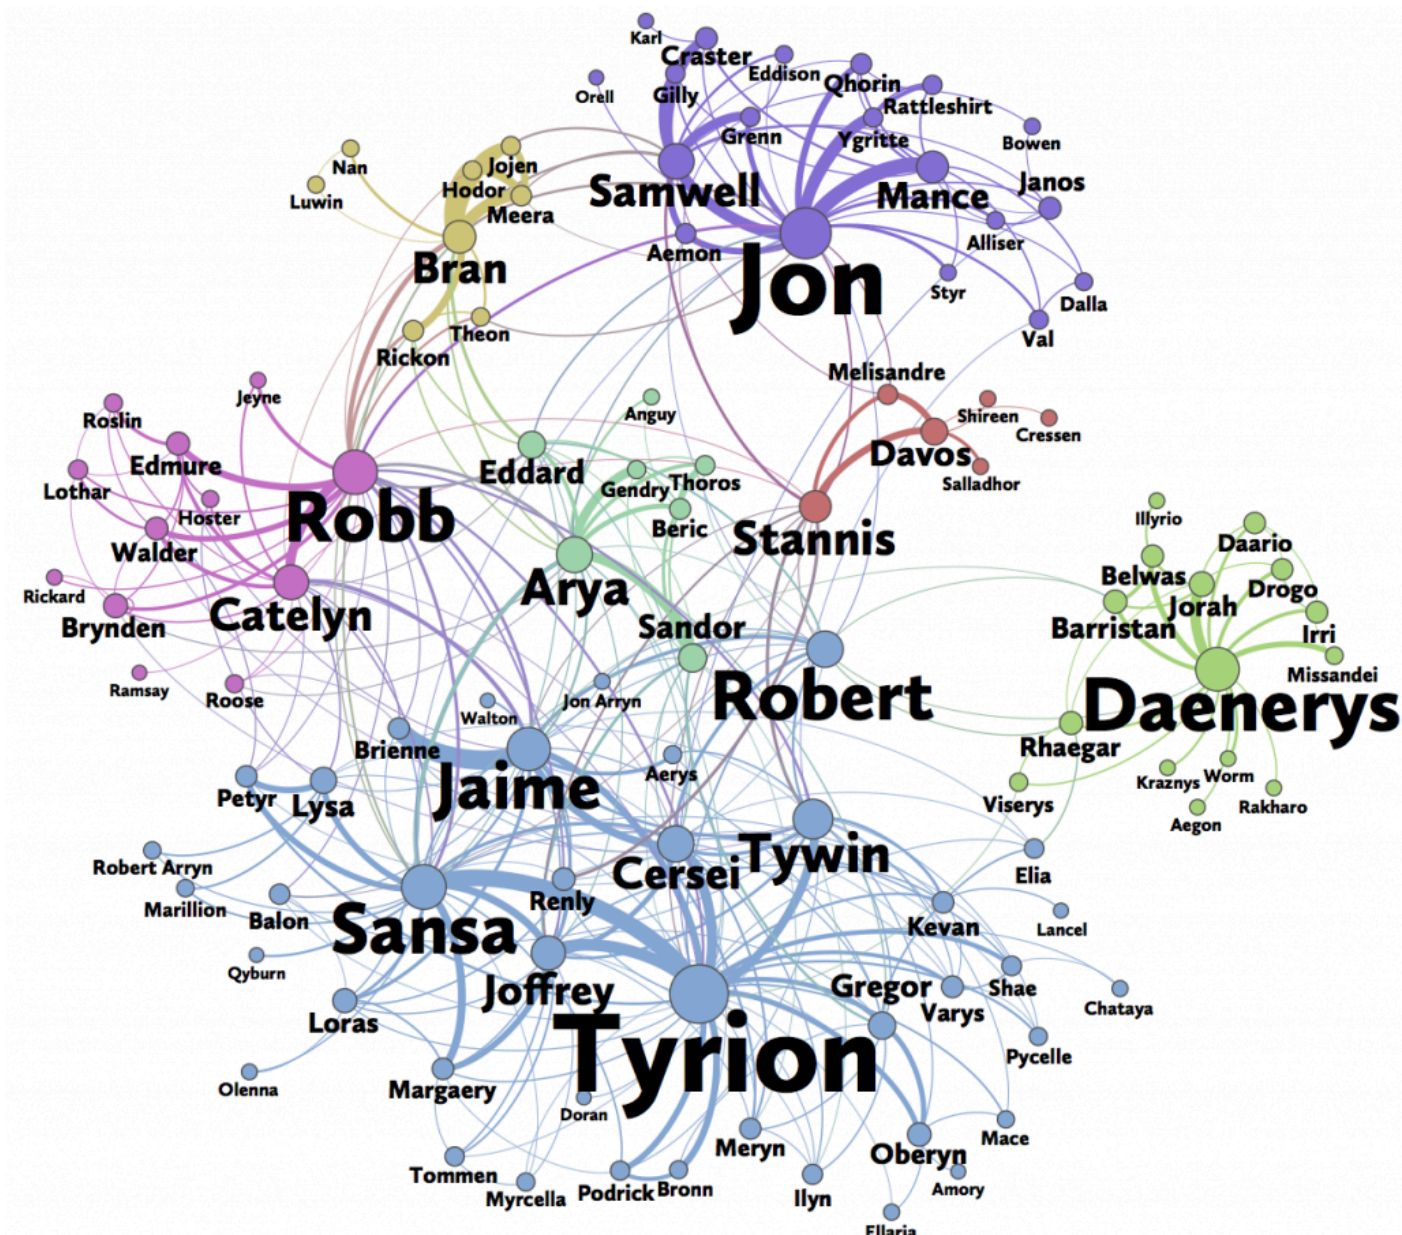 Karl
Craster
Eddison
Orell
Gilly
Qhorin
Rattleshirt
Grenn
Ygritte
Bowen
Nan
Jojen
Hodor
Luwin
Meera
Samwell
Mance
Janos
Aemon
Alliser
Bran
Jon
Styr
Dalla
Theon
Rickon
Val
Melisandre
Jeyne
Roslin
Anguy
Shireen
Cressen
Edmure
Eddard
Davos
Lothar
Gendry
Thoros
Salladhor
Hoster
Robb
Beric
Stannis
Illyrio
Walder
Daario
Arya
Belwas
Drogo
Rickard
Catelyn
Jorah
Brynden
Sandor
Barristan
Irri
Missandei
Ramsay
Roose
Jon Arryn
Robert
Daenerys
Walton
Brienne
Rhaegar
Jaime
Aerys
Kraznys
Worm
Petyr
Lysa
Viserys
Rakharo
Aegon
Robert Arryn
Cersei
Tywin
Elia
Marillion
Balon
Renly
Kevan
Lancel
Sansa
Qyburn
Joffrey
Gregor
Shae
Varys
Chataya
Loras
Tyrion
Pycelle
Olenna
Margaery
Doran
Meryn
Mace
Oberyn
Tommen
Myrcella
Podrick
Bronn
Ilyn
Amory
Ellaria